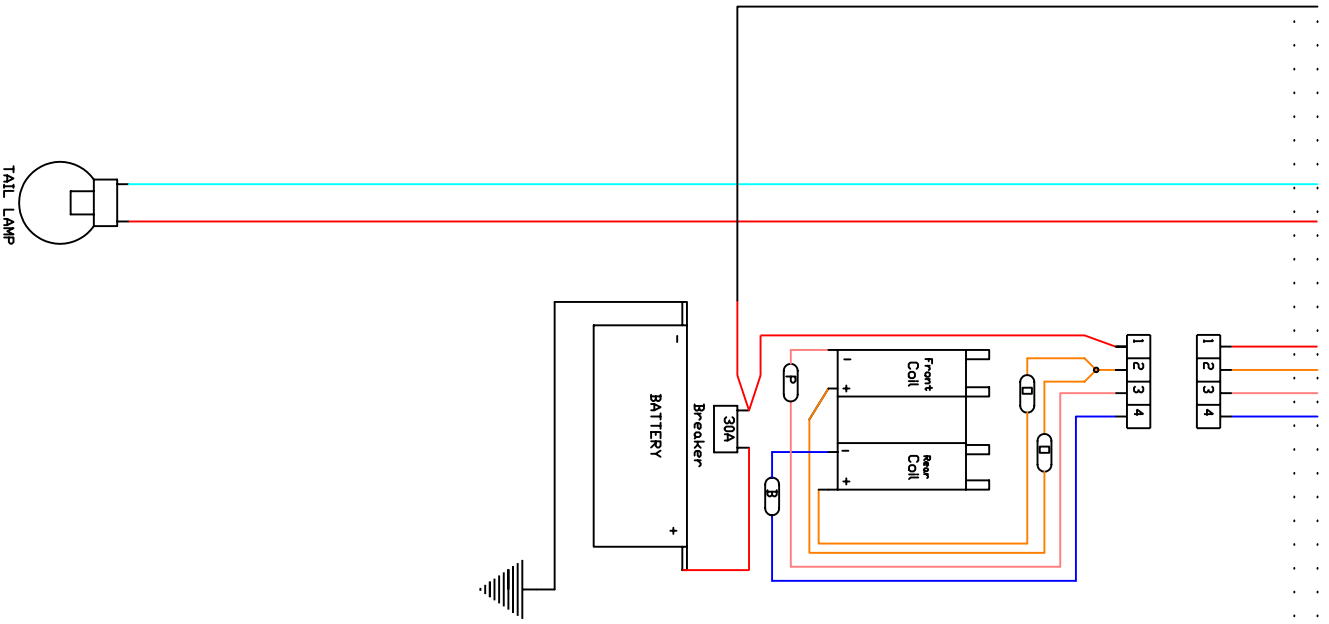 TAIL LAMP
-
BATTERY
+
Breaker
30A
P
B
-
Front
Coil
+
-
Rear
Coil
+
O
O
1
2
3
4
1
2
3
4